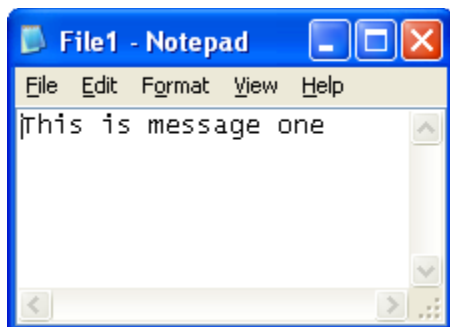 File1 - Notepad
File Edit Format View Help
This is message one